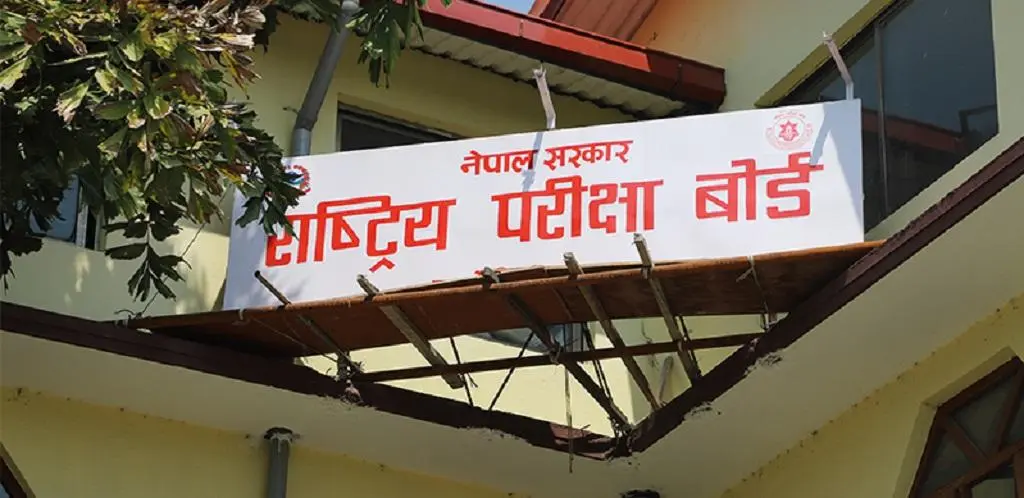 नेपाल सरकार
राष्ट्रिय परीक्षा बोर्ड